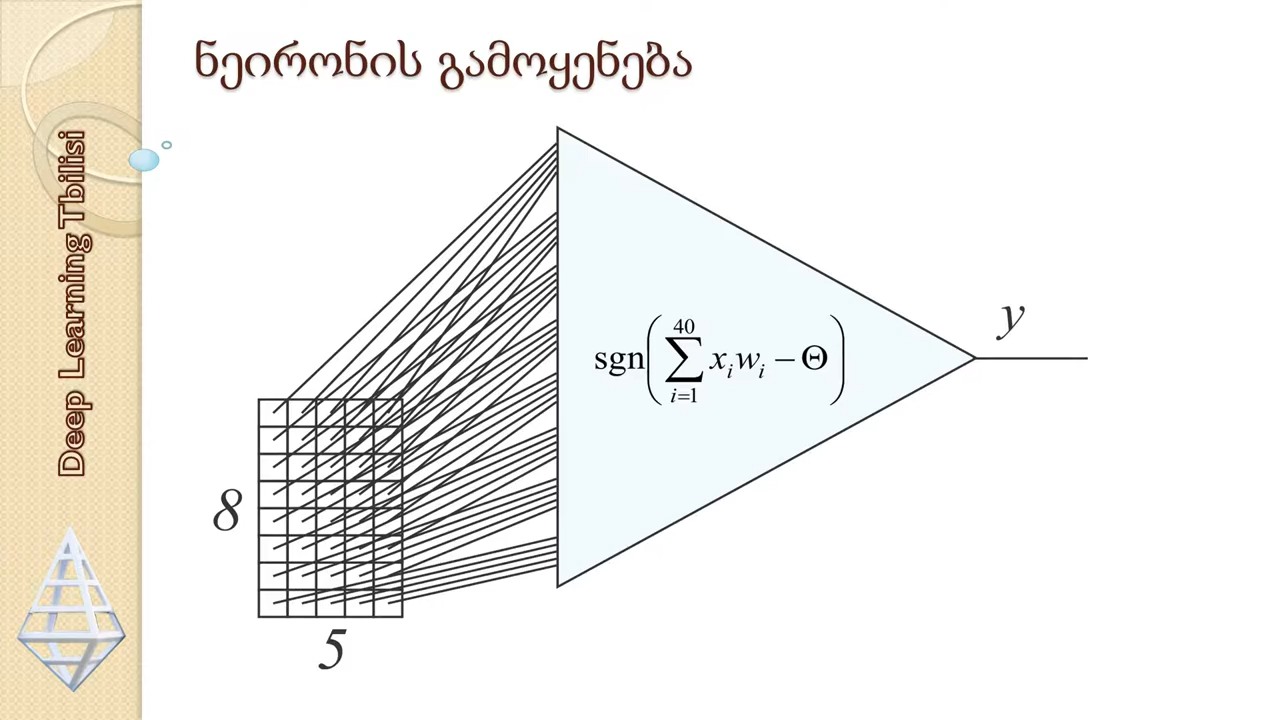 ნეირონის გამოყენება
Deep Learning Tbilisi
y
sgn(∑_{i=1}^{40} x_i w_i − Θ)
8
5